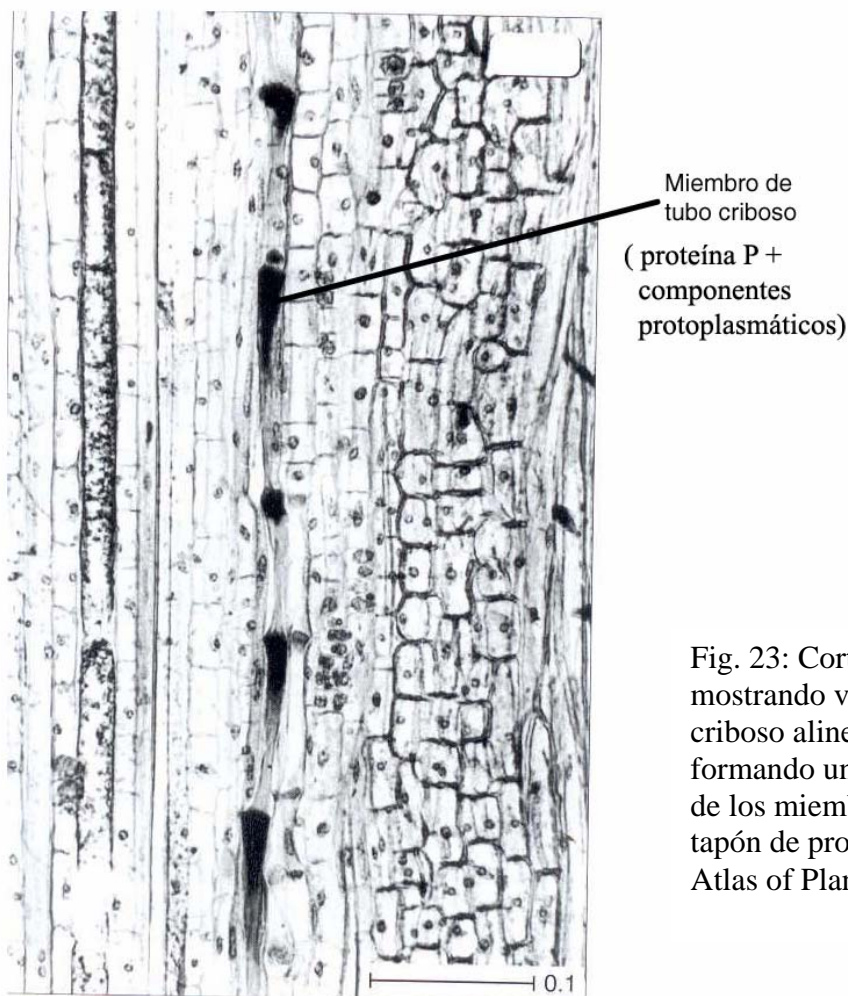 Miembro de
tubo criboso
( proteína P +
componentes
protoplasmáticos)
Fig. 23: Cor
mostrando v
criboso aline
formando un
de los miemb
tapón de pro
Atlas of Plan
0.1